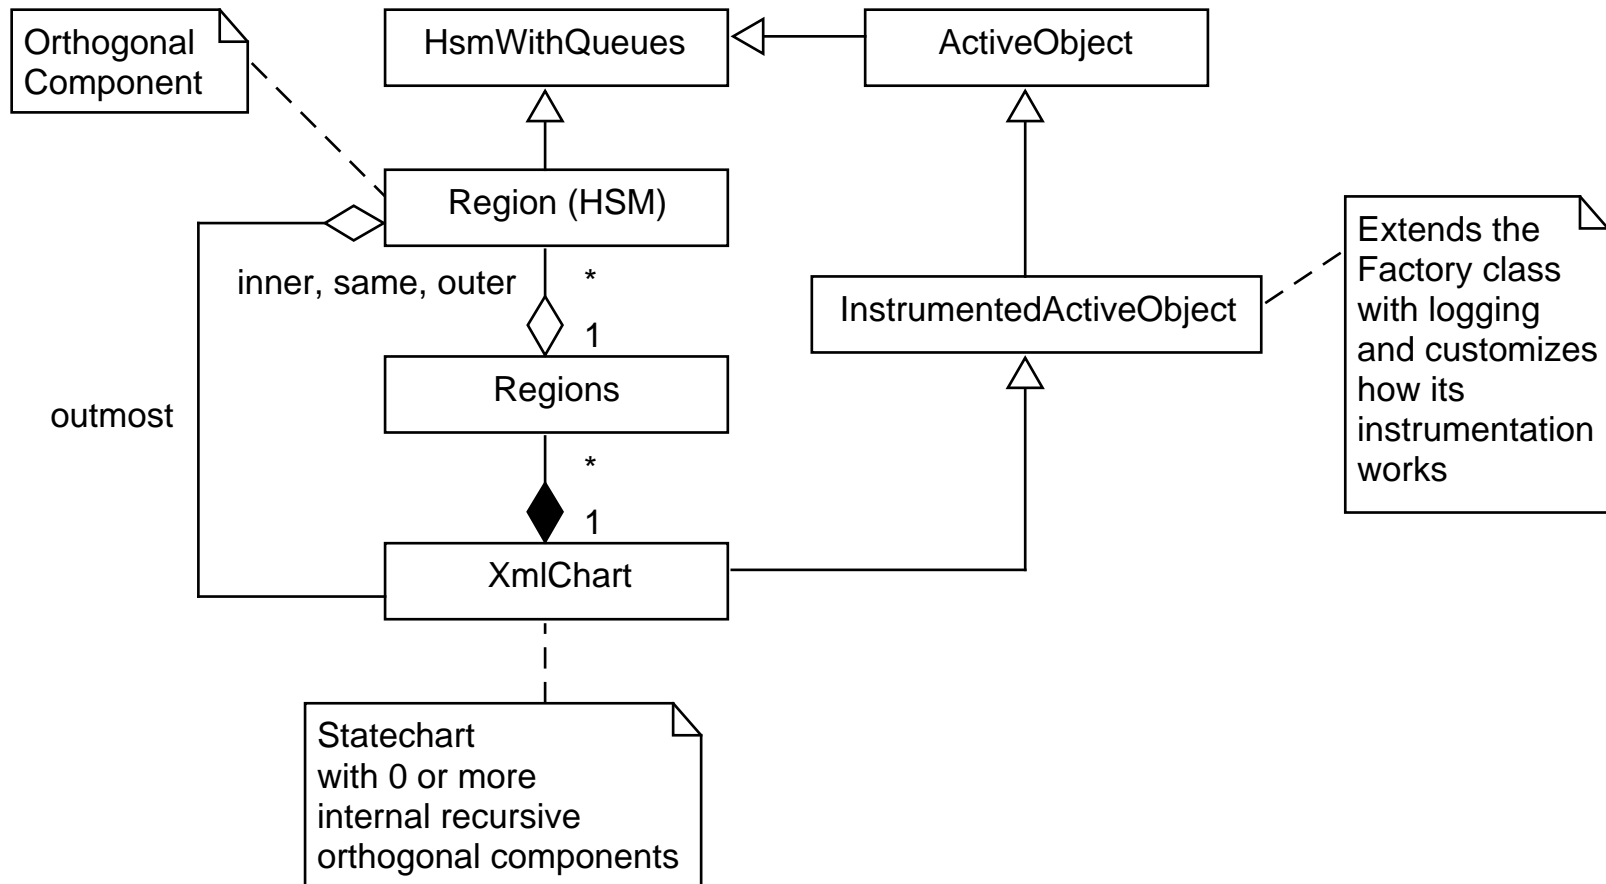 Orthogonal
Component
HsmWithQueues
ActiveObject
Region (HSM)
inner, same, outer
*
1
Regions
outmost
*
1
XmlChart
InstrumentedActiveObject
Extends the
Factory class
with logging
and customizes
how its
instrumentation
works
Statechart
with 0 or more
internal recursive
orthogonal components